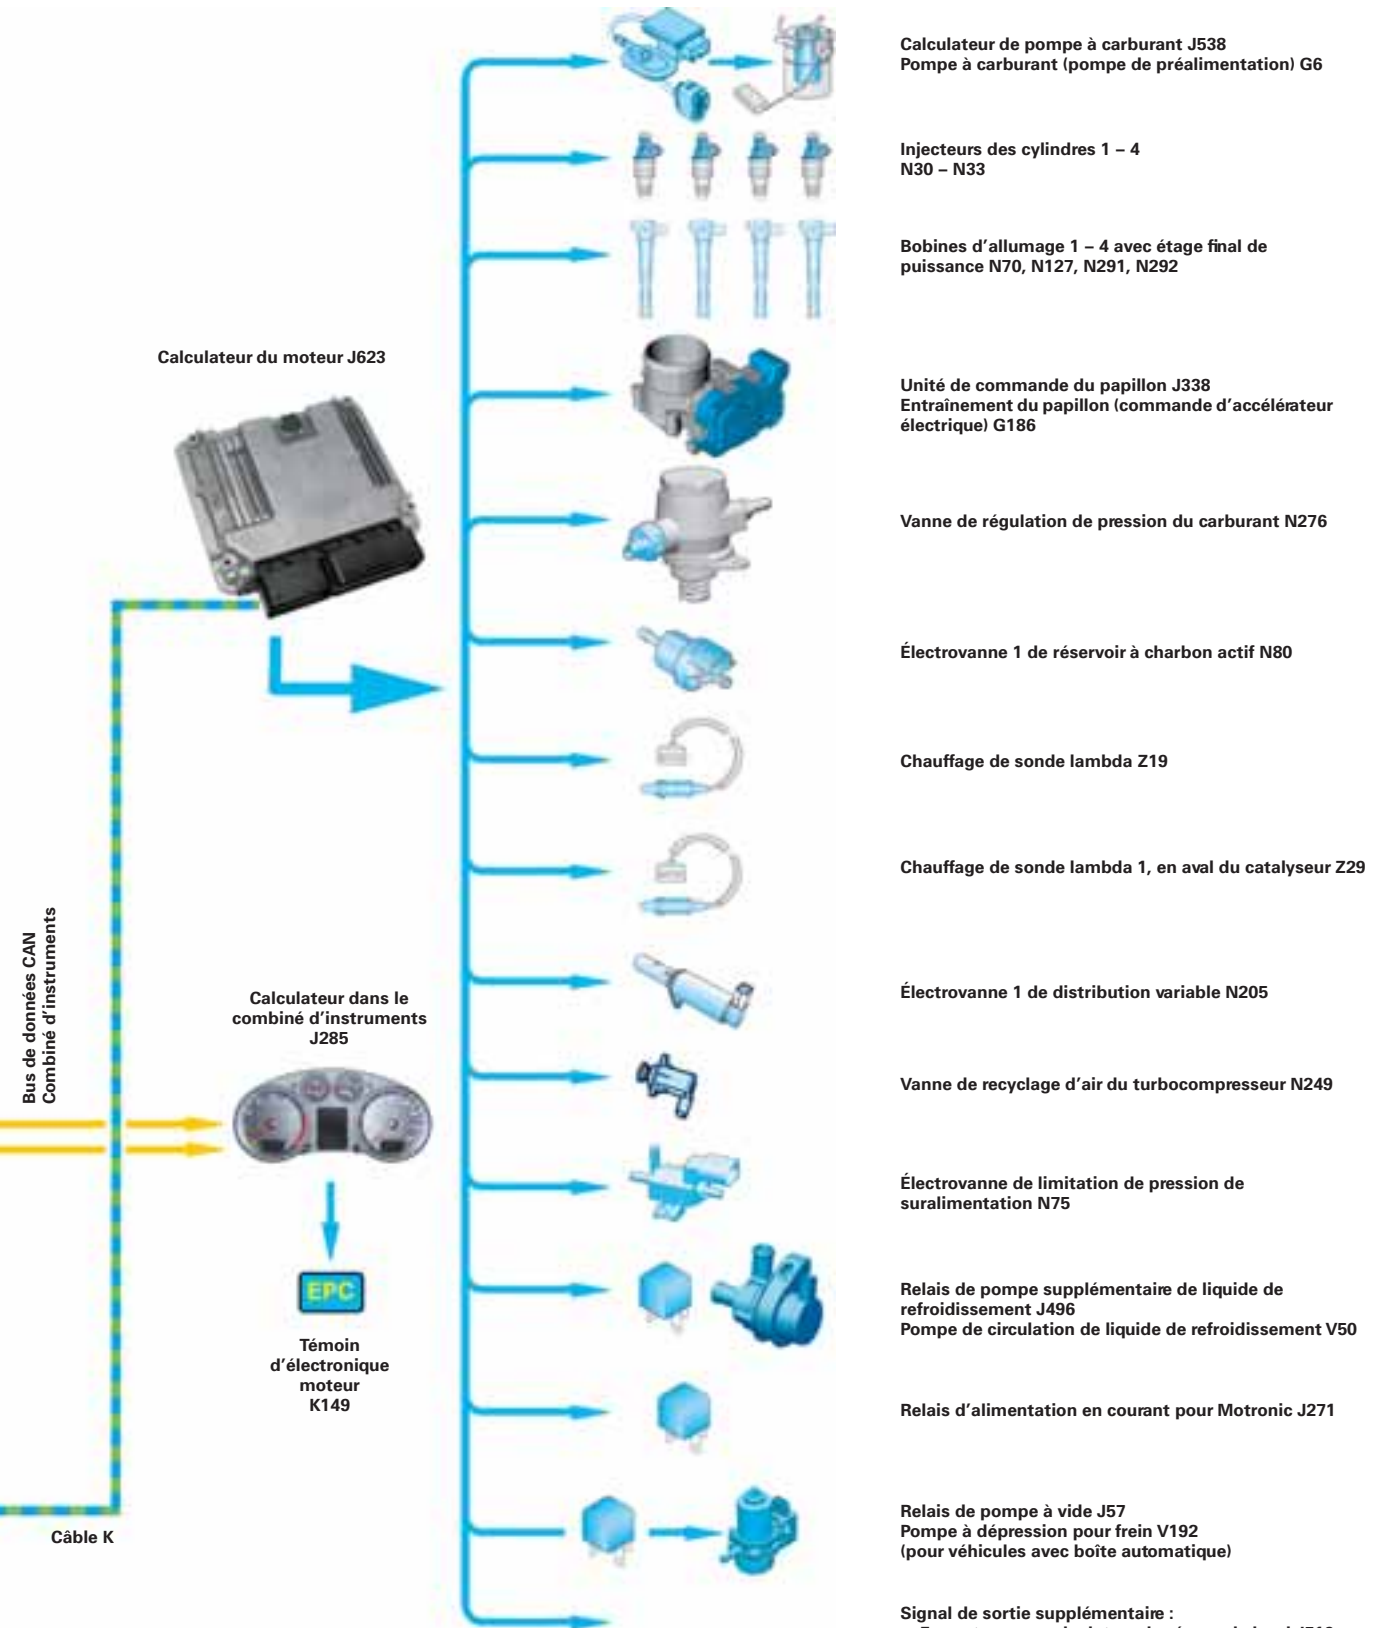 Calculateur de pompe à carburant J538
Pompe à carburant (pompe de préalimentation) G6
Injecteurs des cylindres 1 – 4
N30 – N33
Bobines d'allumage 1 – 4 avec étage final de
puissance N70, N127, N291, N292
Calculateur du moteur J623
Unité de commande du papillon J338
Entraînement du papillon (commande d'accélérateur
électrique) G186
Vanne de régulation de pression du carburant N276
Électrovanne 1 de réservoir à charbon actif N80
Chauffage de sonde lambda Z19
Chauffage de sonde lambda 1, en aval du catalyseur Z29
Bus de données CAN
Combiné d'instruments
Calculateur dans le
combiné d'instruments
J285
Électrovanne 1 de distribution variable N205
Vanne de recyclage d'air du turbocompresseur N249
Électrovanne de limitation de pression de
suralimentation N75
EPC
Témoin
d'électronique
moteur
K149
Relais de pompe supplémentaire de liquide de
refroidissement J496
Pompe de circulation de liquide de refroidissement V50
Relais d'alimentation en courant pour Motronic J271
Câble K
Relais de pompe à vide J57
Pompe à dépression pour frein V192
(pour véhicules avec boîte automatique)
Signal de sortie supplémentaire :